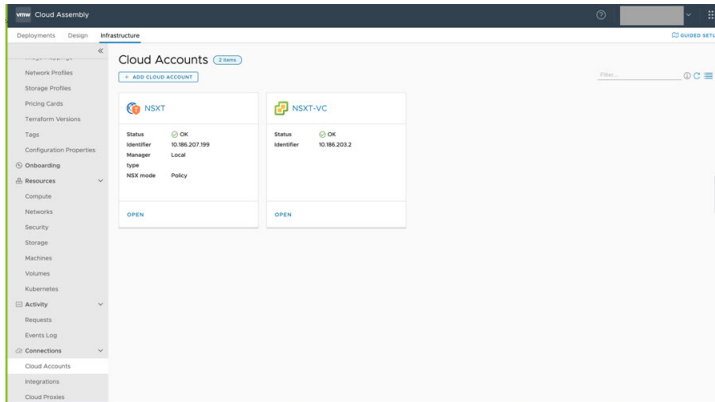 vmw Cloud Assembly
Deployments Design Infrastructure
GUIDED SETU
Network Profiles
Storage Profiles
Pricing Cards
Terraform Versions
Tags
Configuration Properties
Onboarding
Resources
Compute
Networks
Security
Storage
Machines
Volumes
Kubernetes
Activity
Requests
Events Log
Connections
Cloud Accounts
Integrations
Cloud Proxies
Cloud Accounts 2 items
+ ADD CLOUD ACCOUNT
Filter...
NSXT
Status OK
Identifier 10.186.207.199
Manager Local
type
NSX mode Policy
OPEN
NSXT-VC
Status OK
Identifier 10.186.203.2
OPEN